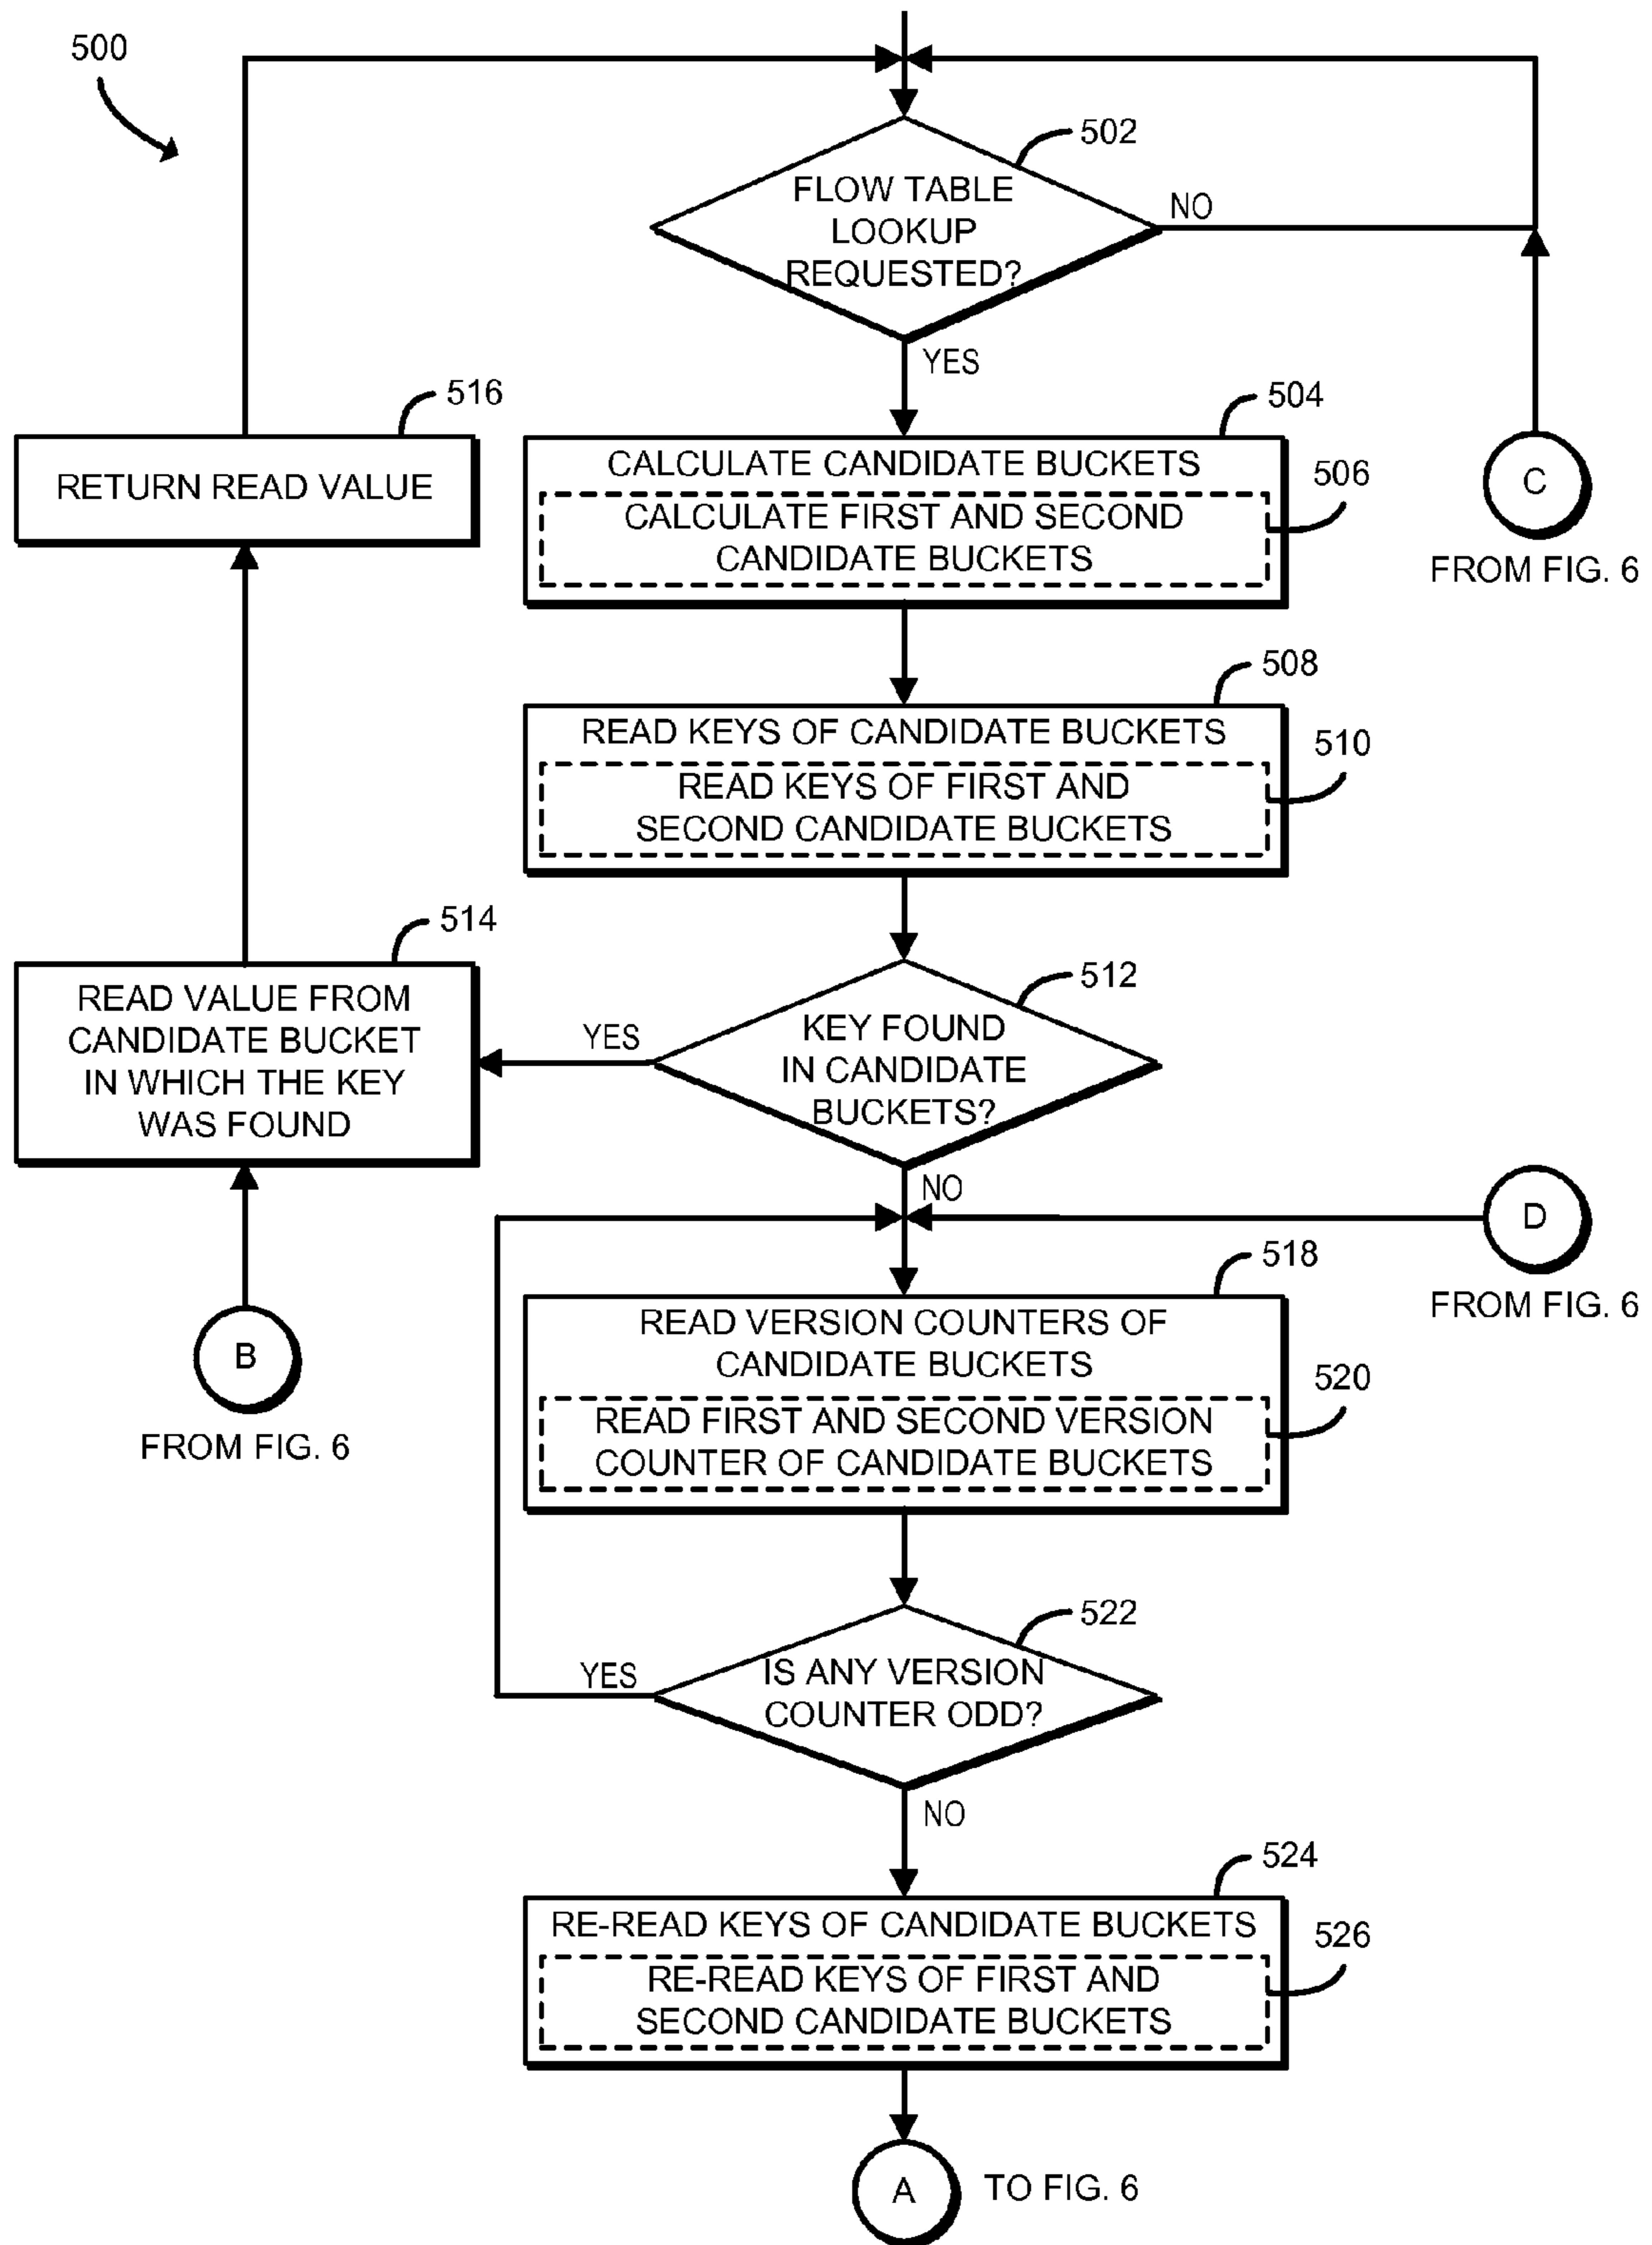 500
502
FLOW TABLE
LOOKUP
REQUESTED?
NO
YES
516
RETURN READ VALUE
504
CALCULATE CANDIDATE BUCKETS
506
CALCULATE FIRST AND SECOND
CANDIDATE BUCKETS
C
FROM FIG. 6
508
READ KEYS OF CANDIDATE BUCKETS
510
READ KEYS OF FIRST AND
SECOND CANDIDATE BUCKETS
514
READ VALUE FROM
CANDIDATE BUCKET
IN WHICH THE KEY
WAS FOUND
YES
512
KEY FOUND
IN CANDIDATE
BUCKETS?
NO
D
FROM FIG. 6
B
FROM FIG. 6
518
READ VERSION COUNTERS OF
CANDIDATE BUCKETS
520
READ FIRST AND SECOND VERSION
COUNTER OF CANDIDATE BUCKETS
522
YES
IS ANY VERSION
COUNTER ODD?
NO
524
RE-READ KEYS OF CANDIDATE BUCKETS
526
RE-READ KEYS OF FIRST AND
SECOND CANDIDATE BUCKETS
A
TO FIG. 6